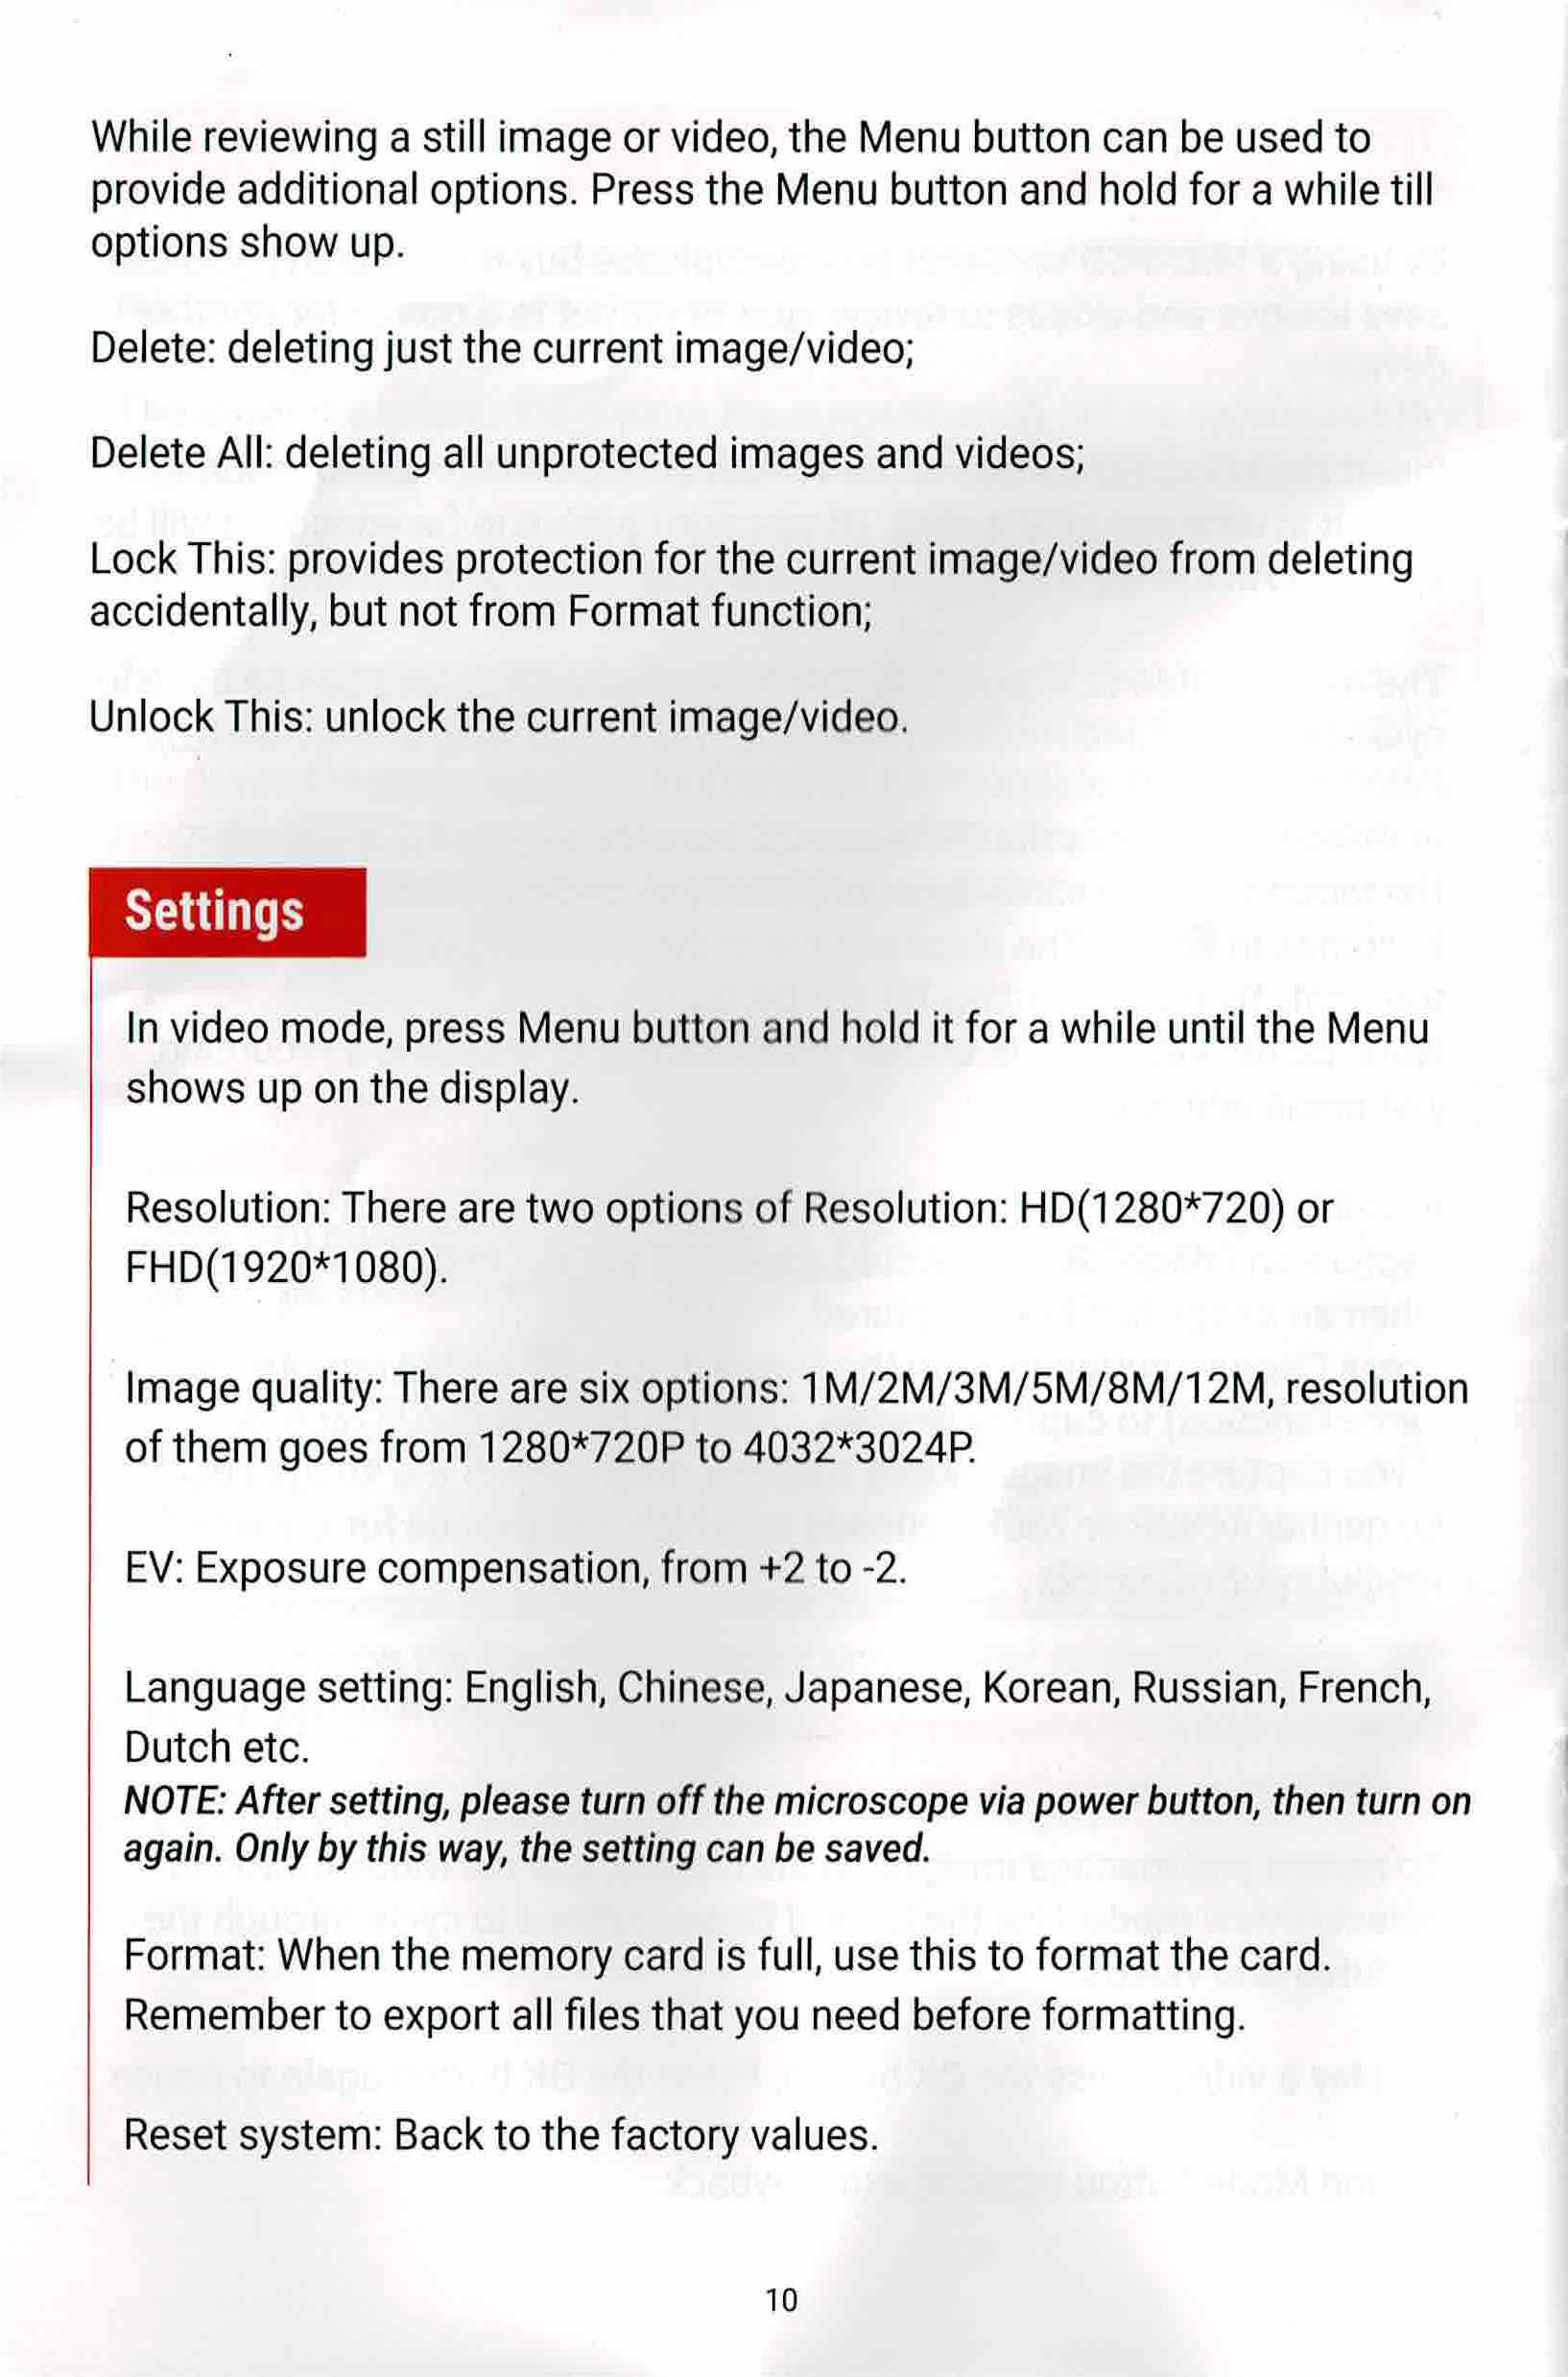 While reviewing a still image or video, the Menu button can be used to
provide additional options. Press the Menu button and hold for a while till
options show up.
Delete: deleting just the current image/video;
Delete All: deleting all unprotected images and videos;
Lock This: provides protection for the current image/video from deleting
accidentally, but not from Format function;
Unlock This: unlock the current image/video.
Settings
In video mode, press Menu button and hold it for a while until the Menu
shows up on the display.
Resolution: There are two options of Resolution: HD(1280*720) or
FHD(1920*1080).
Image quality: There are six options: 1M/2M/3M/5M/8M/12M, resolution
of them goes from 1280*720P to 4032*3024P.
EV: Exposure compensation, from +2 to -2.
Language setting: English, Chinese, Japanese, Korean, Russian, French,
Dutch etc.
NOTE: After setting, please turn off the microscope via power button, then turn on
again. Only by this way, the setting can be saved.
Format: When the memory card is full, use this to format the card.
Remember to export all files that you need before formatting.
Reset system: Back to the factory values.
10